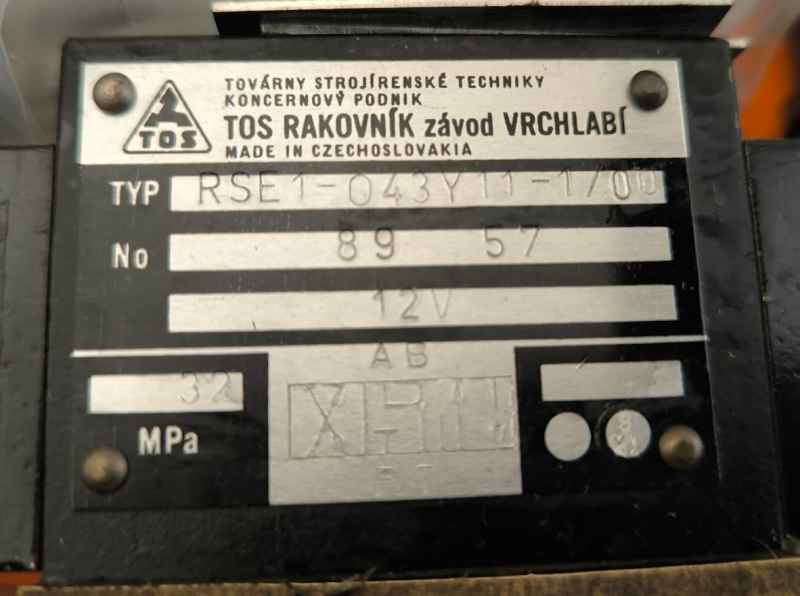 TOVÁRNY STROJÍRENSKÉ TECHNIKY
KONCERNOVÝ PODNIK
TOS
TOS RAKOVNÍK závod VRCHLABÍ
MADE IN CZECHOSLOVAKIA
TYP RSE1-043Y11-1/00
No 89 57
12V
AB
32
MPa